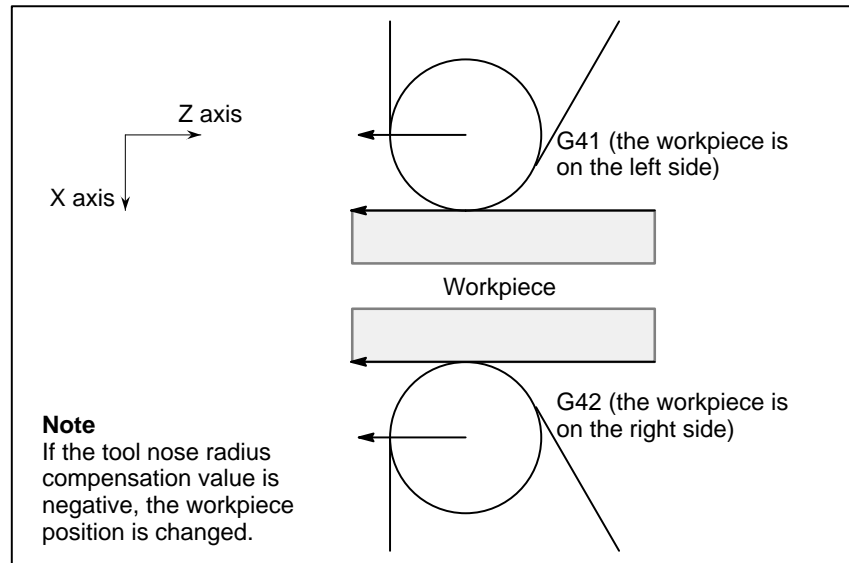 Z axis
X axis
G41 (the workpiece is
on the left side)
Workpiece
G42 (the workpiece is
on the right side)
Note
If the tool nose radius
compensation value is
negative, the workpiece
position is changed.